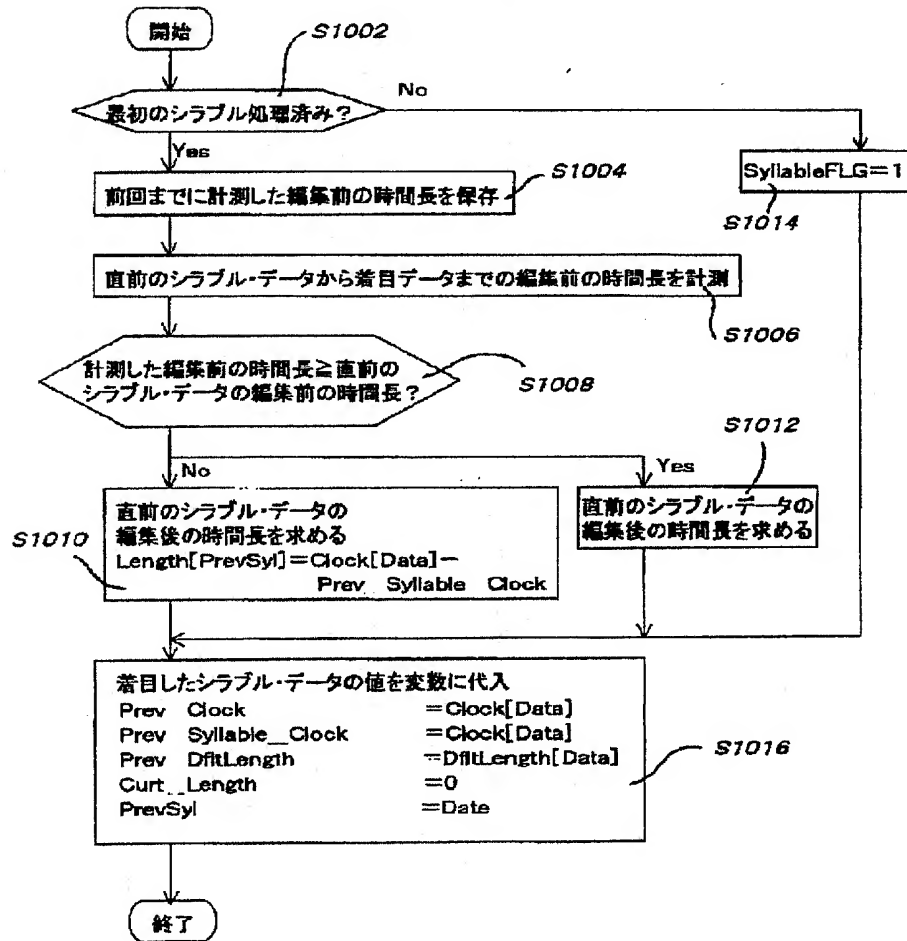 開始
S1002
最初のシラブル処理済み?
No
Yes
前回までに計測した編集前の時間長を保存
S1004
SyllableFLG=1
S1014
直前のシラブル・データから着目データまでの編集前の時間長を計測
S1006
計測した編集前の時間長≧直前の
シラブル・データの編集前の時間長?
S1008
S1012
No
Yes
直前のシラブル・データの
編集後の時間長を求める
Length[PrevSyl]=Clock[Data]-
Prev Syllable Clock
S1010
直前のシラブル・データの
編集後の時間長を求める
着目したシラブル・データの値を変数に代入
Prev Clock =Clock[Data]
Prev Syllable__Clock =Clock[Data]
Prev DfltLength =DfltLength[Data]
Curt__Length =0
PrevSyl =Date
S1016
終了